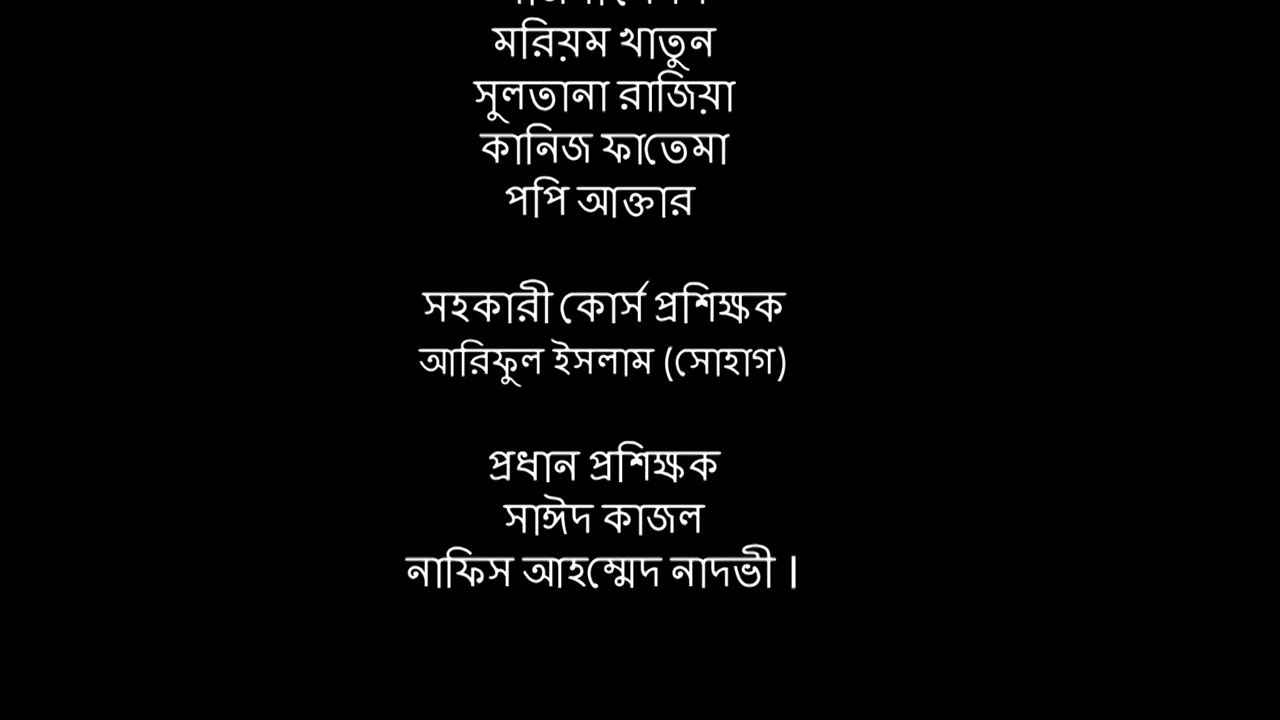 মরিয়ম খাতুন
সুলতানা রাজিয়া
কানিজ ফাতেমা
পপি আক্তার
সহকারী কোর্স প্রশিক্ষক
আরিফুল ইসলাম (সোহাগ)
প্রধান প্রশিক্ষক
সাঈদ কাজল
নাফিস আহম্মেদ নাদভী ।